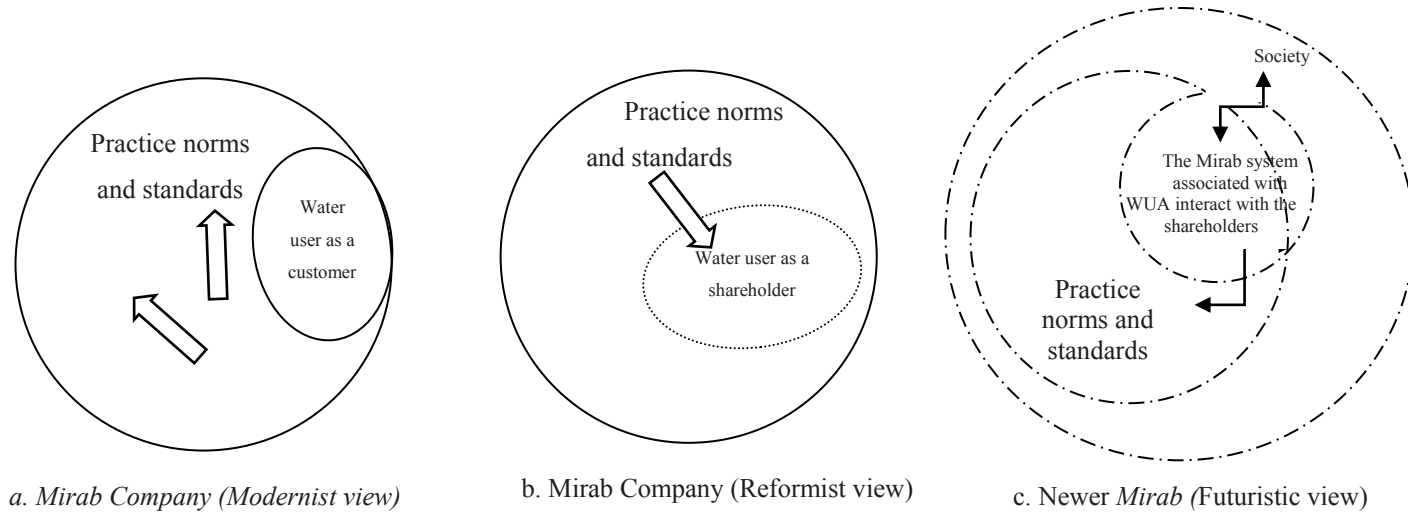 Practice norms
and standards
Water
user as a
customer
a. Mirab Company (Modernist view)
Practice norms
and standards
Water user as a
shareholder
b. Mirab Company (Reformist view)
Society
The Mirab system
associated with
WUA interact with the
shareholders
Practice
norms and
standards
c. Newer Mirab (Futuristic view)